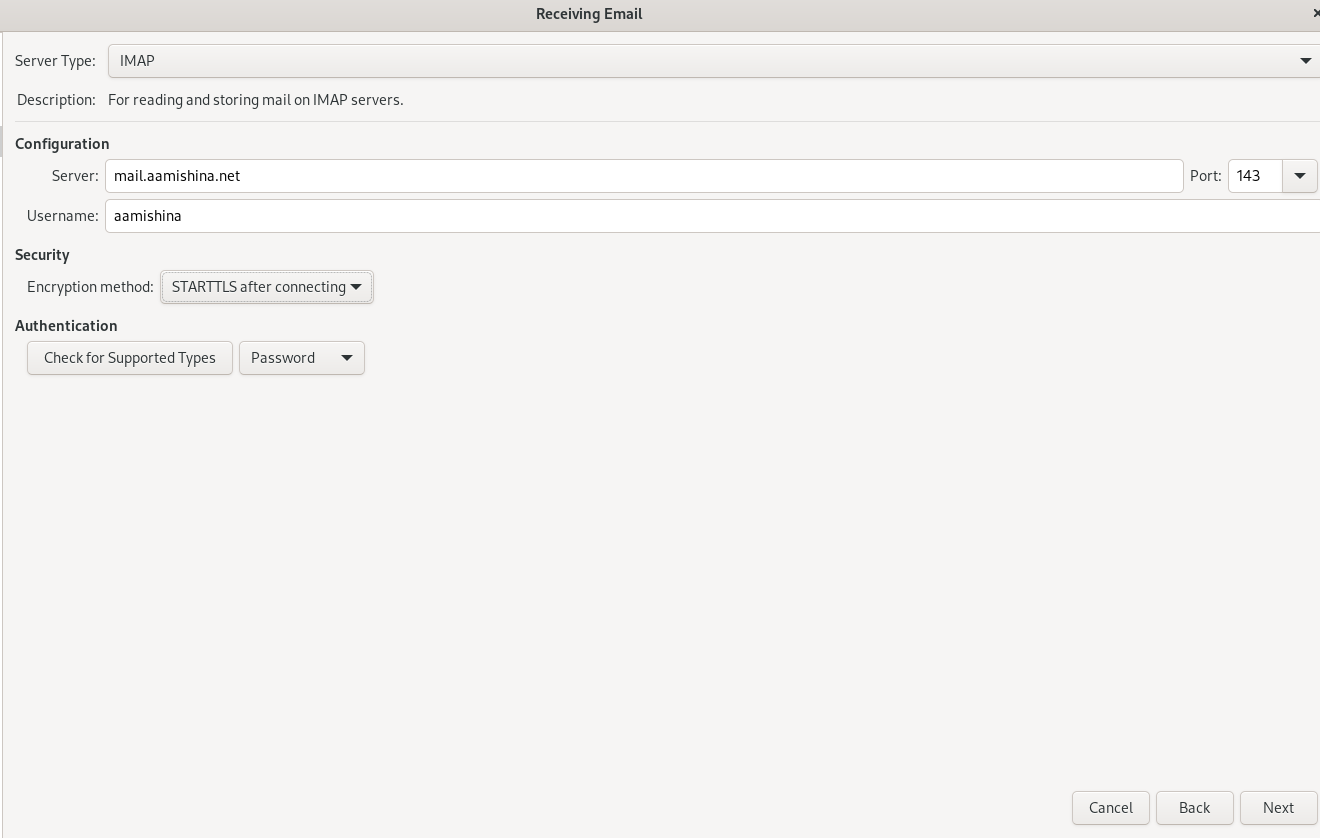 Receiving Email
Server Type: IMAP
Description: For reading and storing mail on IMAP servers.
Configuration
Server: mail.aamishina.net Port: 143
Username: aamishina
Security
Encryption method: STARTTLS after connecting
Authentication
Check for Supported Types Password
Cancel Back Next